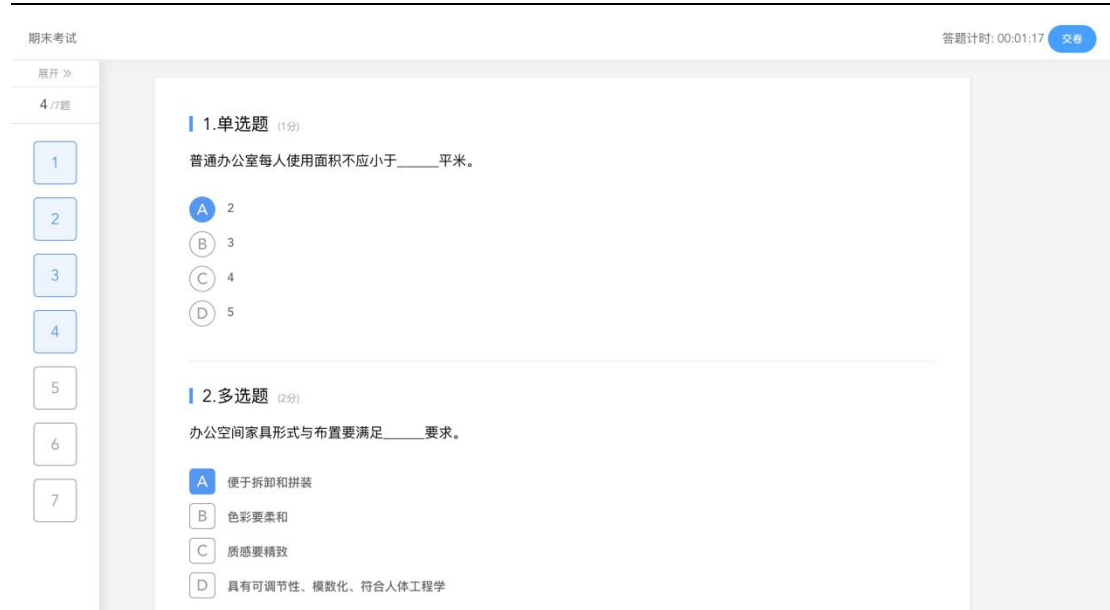 期末考试
答题计时: 00:01:17 交卷
展开 »
4 /7题
1
2
3
4
5
6
7
1.单选题 (1分)
普通办公室每人使用面积不应小于______平米。
A 2
B 3
C 4
D 5
2.多选题 (2分)
办公空间家具形式与布置要满足______要求。
A 便于拆卸和拼装
B 色彩要柔和
C 质感要精致
D 具有可调节性、模数化、符合人体工程学